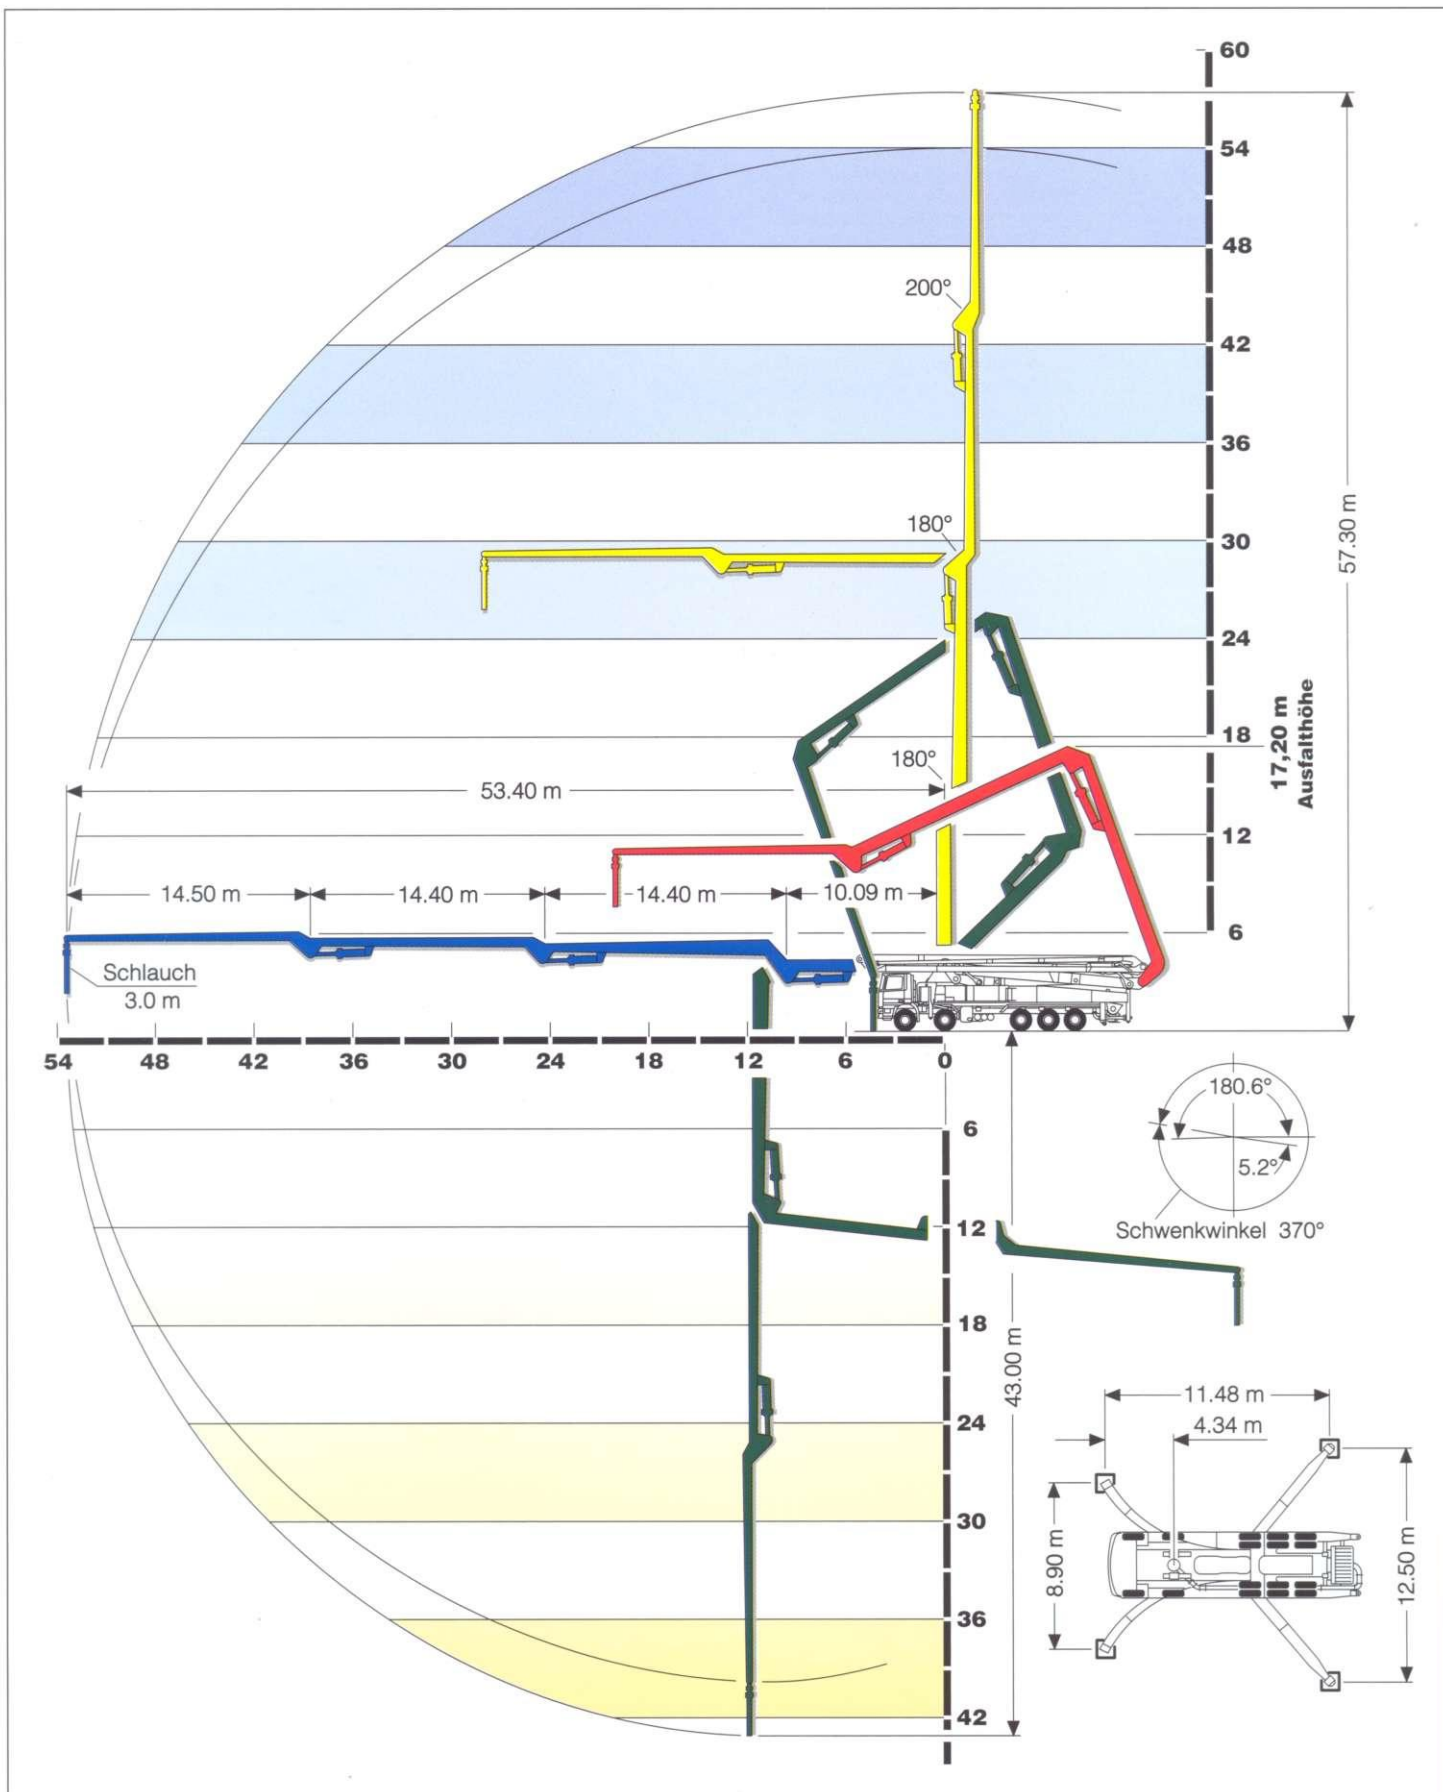 60
54
48
200°
42
36
57.30 m
180°
30
24
18
17,20 m
Ausfalthöhe
180°
53.40 m
12
14.50 m
14.40 m
14.40 m
10.09 m
6
Schlauch
3.0 m
54
48
42
36
30
24
18
12
6
0
180.6°
6
5.2°
12
Schwenkwinkel 370°
18
43.00 m
11.48 m
24
4.34 m
30
8.90 m
12.50 m
36
42